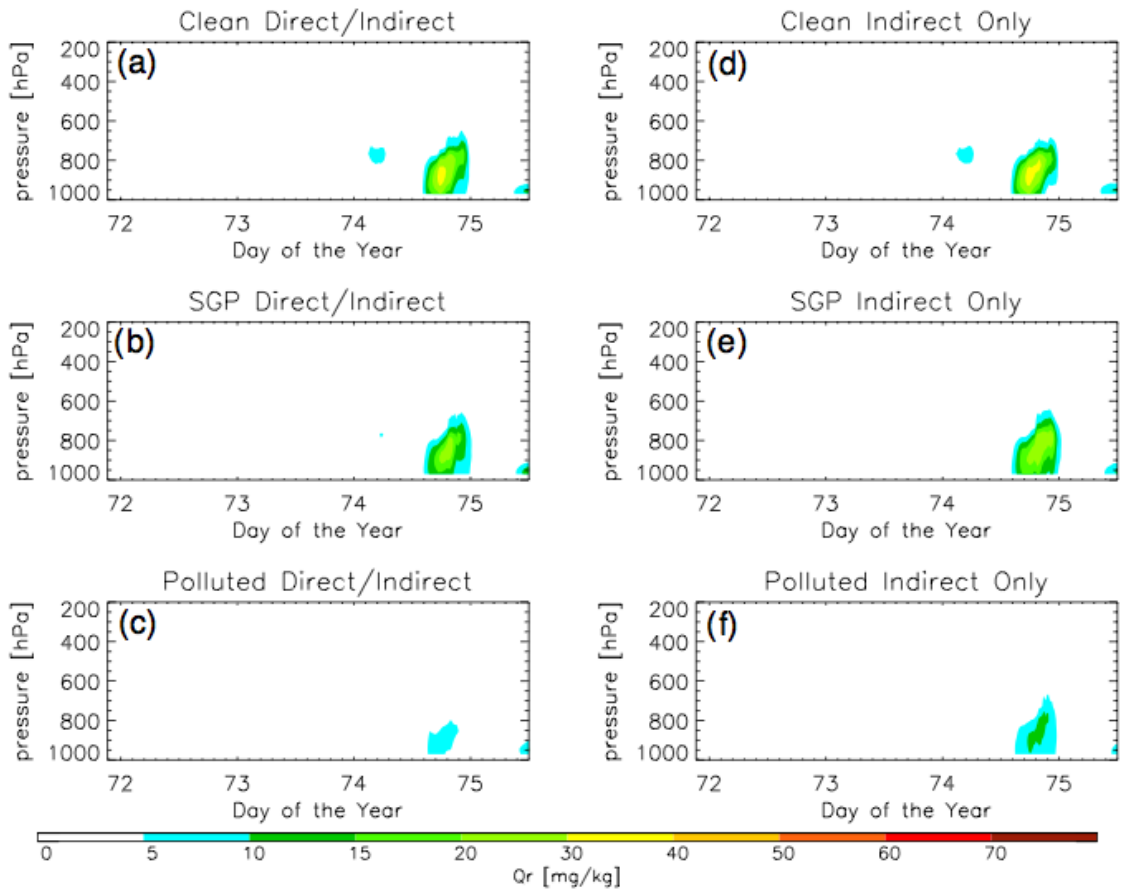 Clean Direct/Indirect
(a)
pressure [hPa]
200
400
600
800
1000
72 73 74 75
Day of the Year
Clean Indirect Only
(d)
pressure [hPa]
200
400
600
800
1000
72 73 74 75
Day of the Year
SGP Direct/Indirect
(b)
pressure [hPa]
200
400
600
800
1000
72 73 74 75
Day of the Year
SGP Indirect Only
(e)
pressure [hPa]
200
400
600
800
1000
72 73 74 75
Day of the Year
Polluted Direct/Indirect
(c)
pressure [hPa]
200
400
600
800
1000
72 73 74 75
Day of the Year
Polluted Indirect Only
(f)
pressure [hPa]
200
400
600
800
1000
72 73 74 75
Day of the Year
0 5 10 15 20 30 40 50 60 70
Qr [mg/kg]